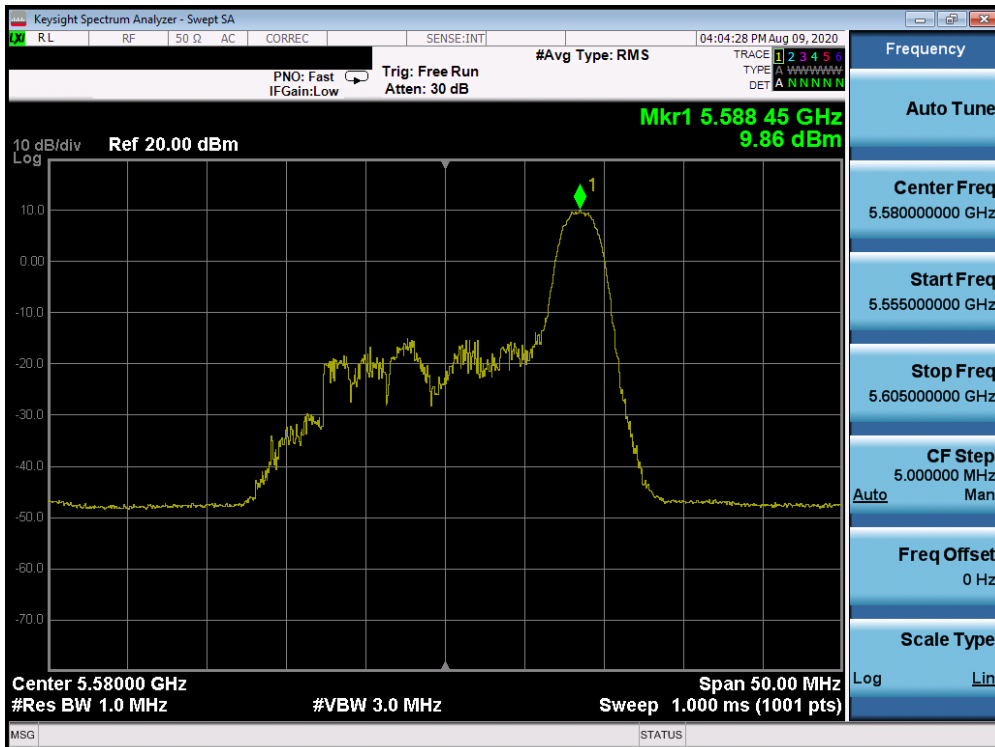 Keysight Spectrum Analyzer - Swept SA
LXI RL RF 50 Ω AC CORREC SENSE:INT 04:04:28 PM Aug 09, 2020
#Avg Type: RMS
TRACE 1 2 3 4 5 6
PNO: Fast
Trig: Free Run
TYPE A WWWWW
IFGain:Low
Atten: 30 dB
DET A N N N N N
Mkr1 5.588 45 GHz
9.86 dBm
10 dB/div
Ref 20.00 dBm
Log
1
10.0
0.00
-10.0
-20.0
-30.0
-40.0
-50.0
-60.0
-70.0
Center 5.58000 GHz
Span 50.00 MHz
#Res BW 1.0 MHz
#VBW 3.0 MHz
Sweep 1.000 ms (1001 pts)
MSG
STATUS
Frequency
Auto Tune
Center Freq
5.580000000 GHz
Start Freq
5.555000000 GHz
Stop Freq
5.605000000 GHz
CF Step
5.000000 MHz
Auto Man
Freq Offset
0 Hz
Scale Type
Log Lin